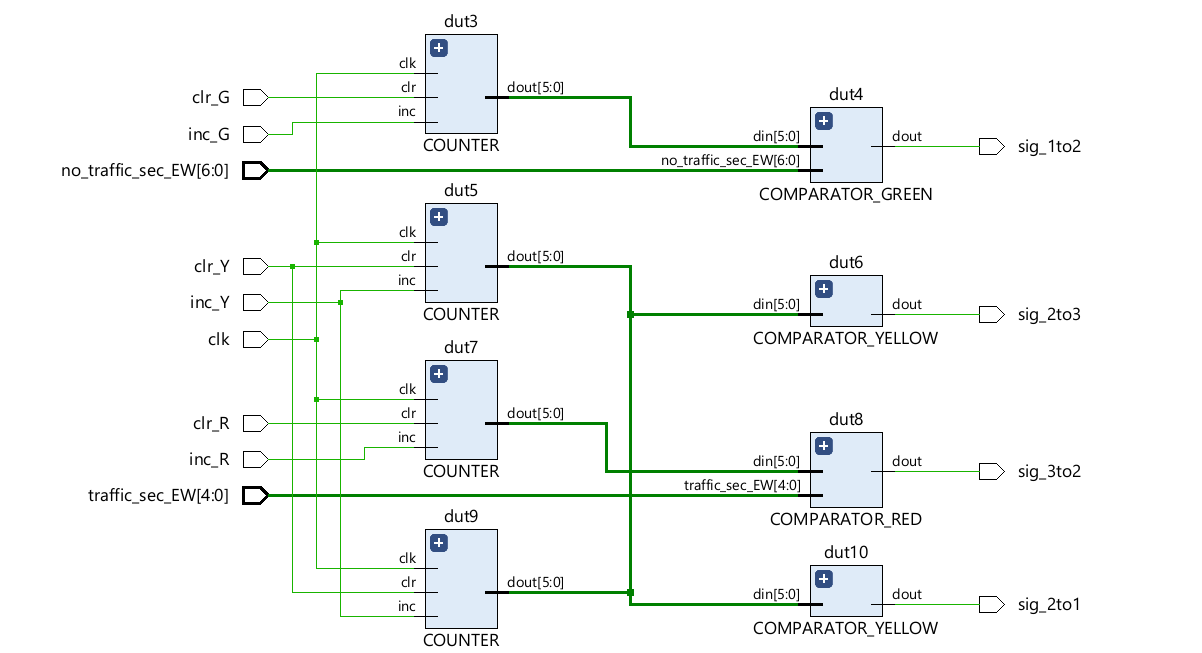 dut3
clk
clr
inc
dout[5:0]
COUNTER
clr_G
inc_G
no_traffic_sec_EW[6:0]
dut4
din[5:0]
no_traffic_sec_EW[6:0]
dout
COMPARATOR_GREEN
sig_1to2
dut5
clk
clr
inc
dout[5:0]
COUNTER
clr_Y
inc_Y
clk
dut6
din[5:0]
dout
COMPARATOR_YELLOW
sig_2to3
dut7
clk
clr
inc
dout[5:0]
COUNTER
clr_R
inc_R
traffic_sec_EW[4:0]
dut8
din[5:0]
traffic_sec_EW[4:0]
dout
COMPARATOR_RED
sig_3to2
dut9
clk
clr
inc
dout[5:0]
COUNTER
dut10
din[5:0]
dout
COMPARATOR_YELLOW
sig_2to1